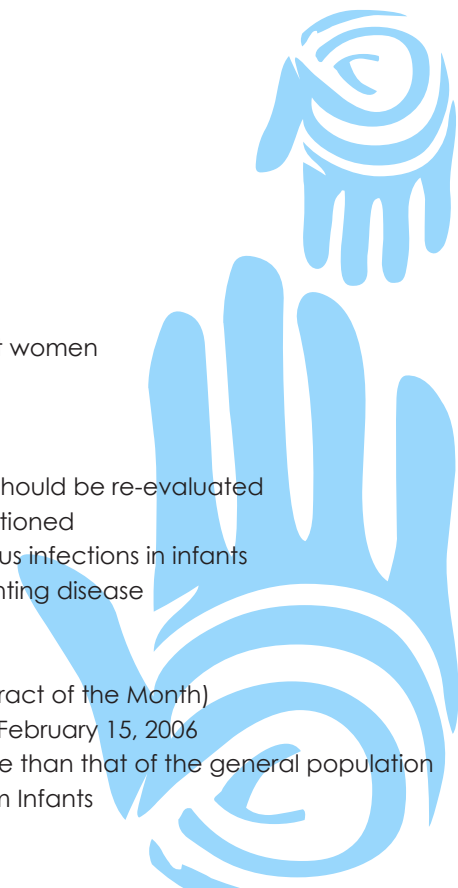 women
hould be re-evaluated
tioned
us infections in infants
nting disease
ract of the Month)
February 15, 2006
e than that of the general population
Infants